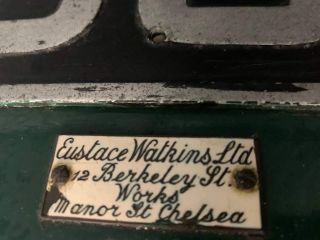 Eustace Watkins Ltd
12 Berkeley St.
Works
Manor St Chelsea